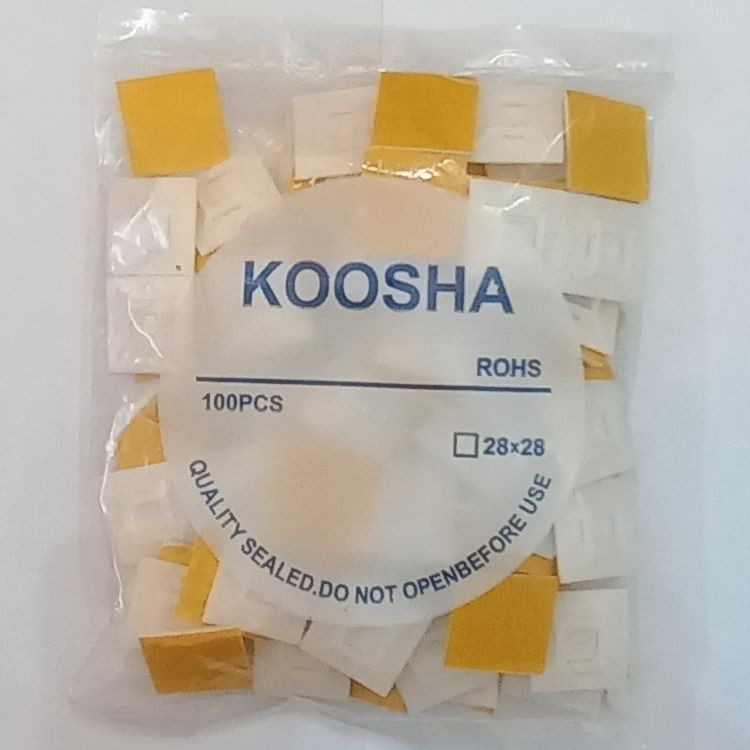 KOOSHA
ROHS
100PCS
28×28
QUALITY SEALED.DO NOT OPENBEFORE USE